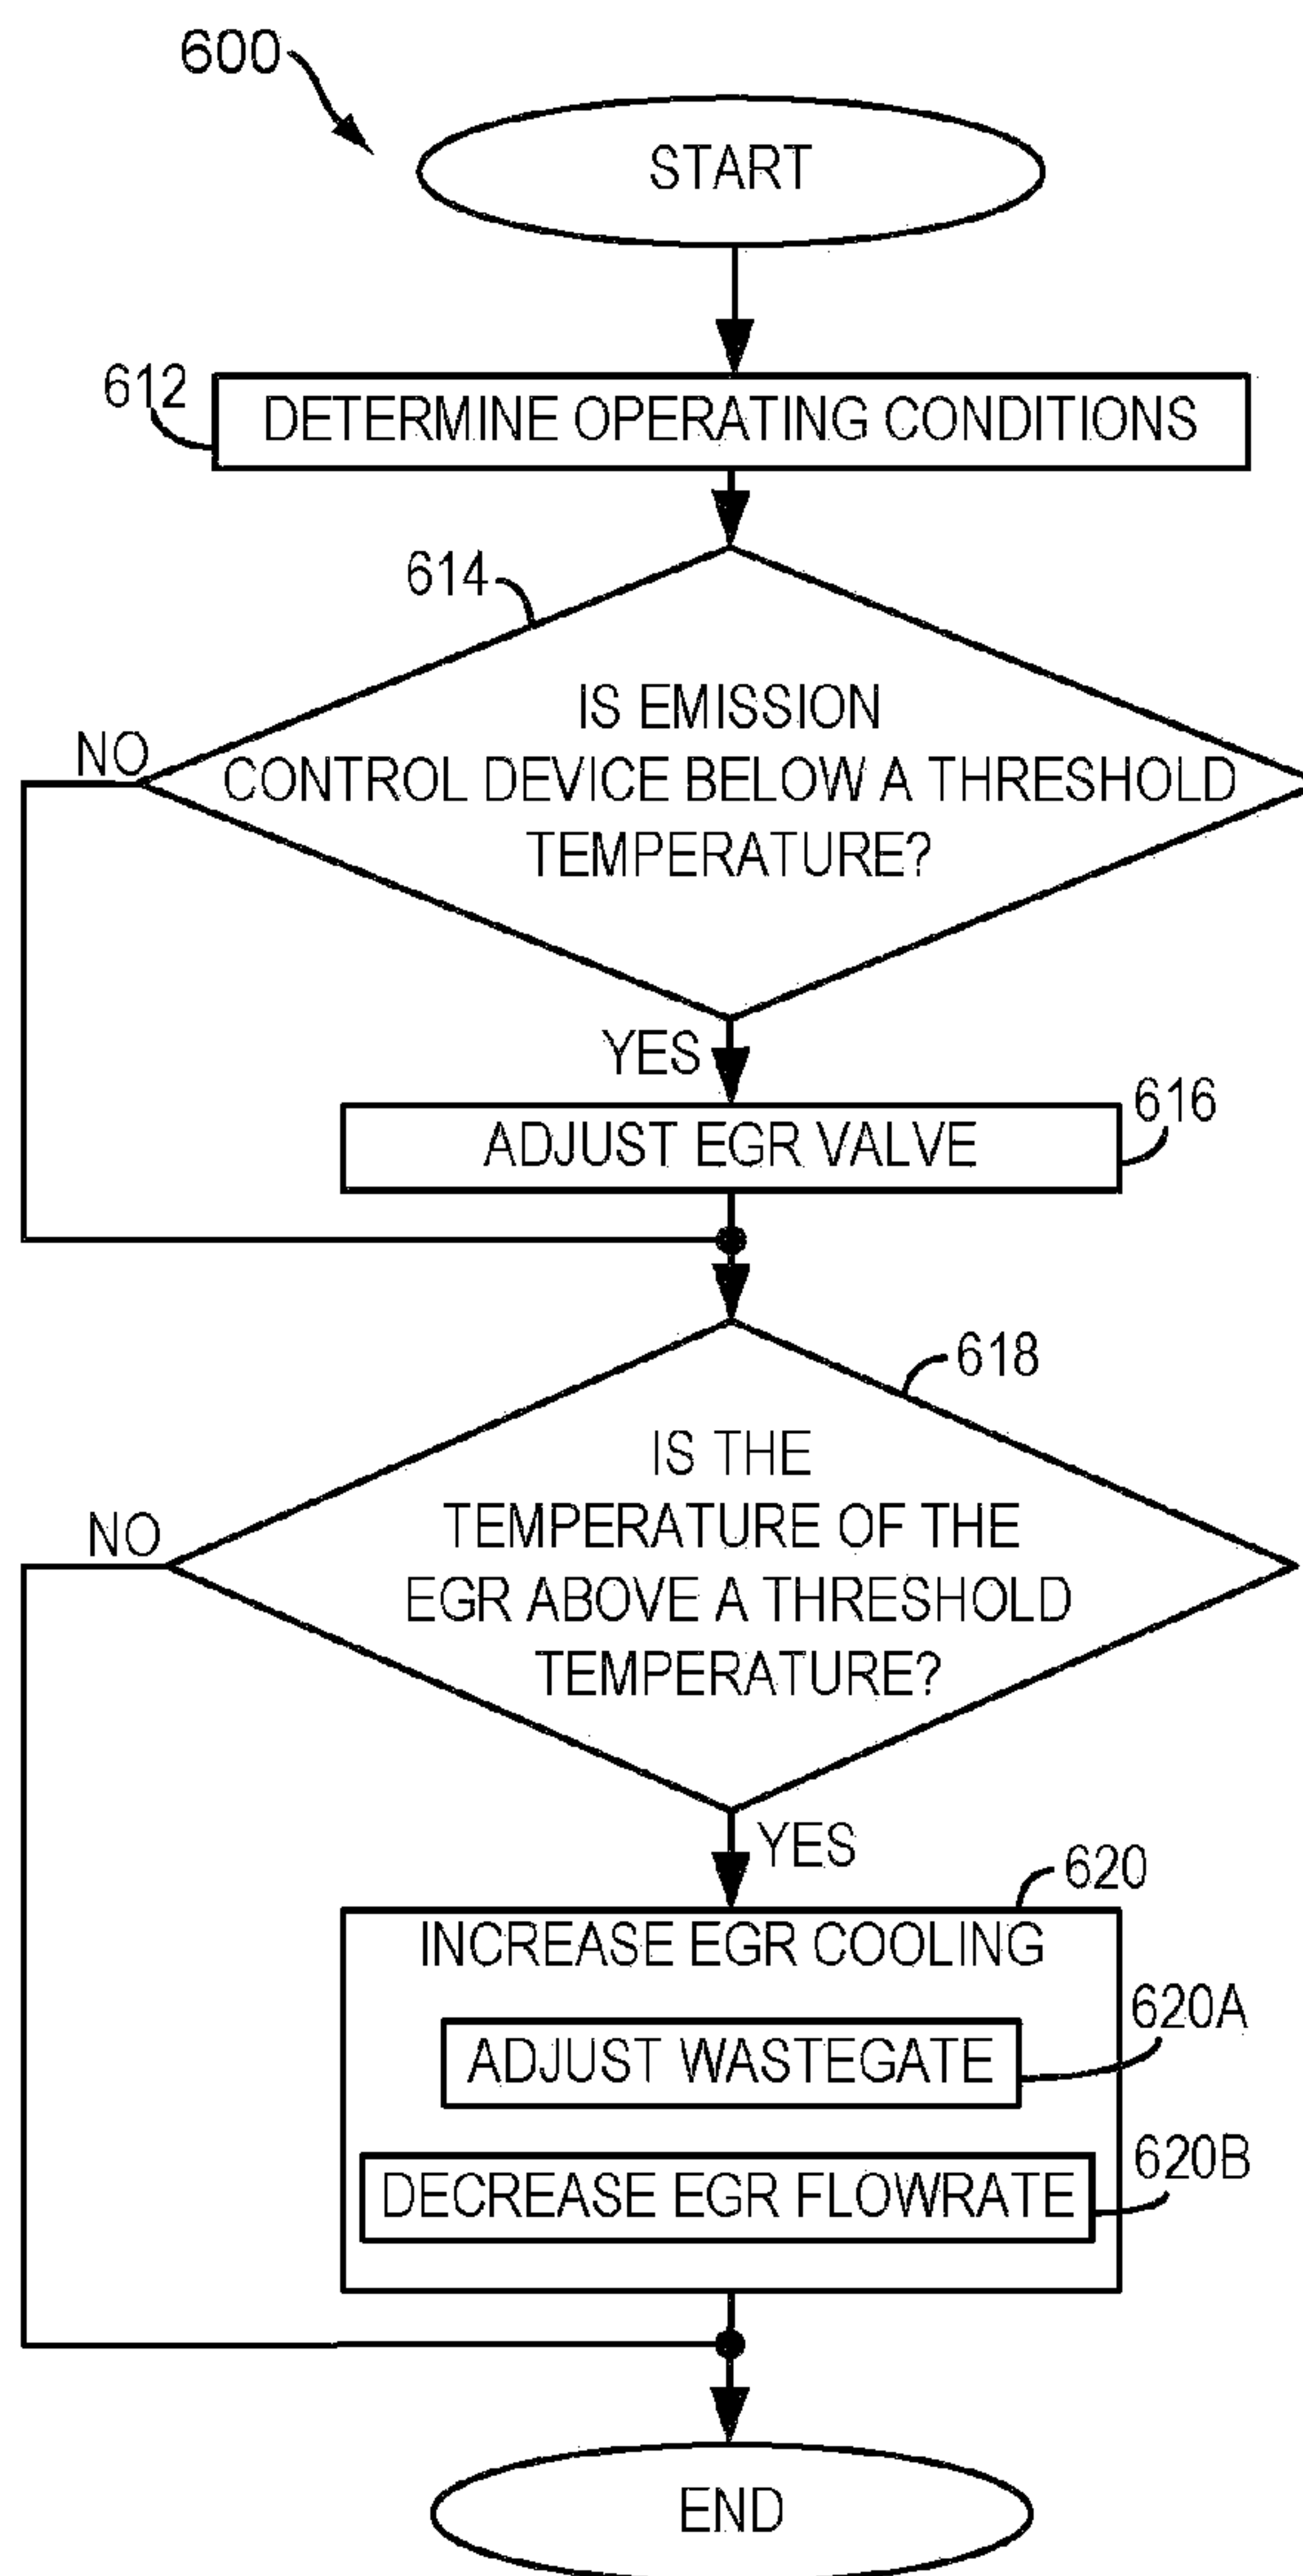 600
START
612
DETERMINE OPERATING CONDITIONS
614
IS EMISSION
CONTROL DEVICE BELOW A THRESHOLD
TEMPERATURE?
NO
YES
616
ADJUST EGR VALVE
618
IS THE
TEMPERATURE OF THE
EGR ABOVE A THRESHOLD
TEMPERATURE?
NO
YES
620
INCREASE EGR COOLING
620A
ADJUST WASTEGATE
620B
DECREASE EGR FLOWRATE
END